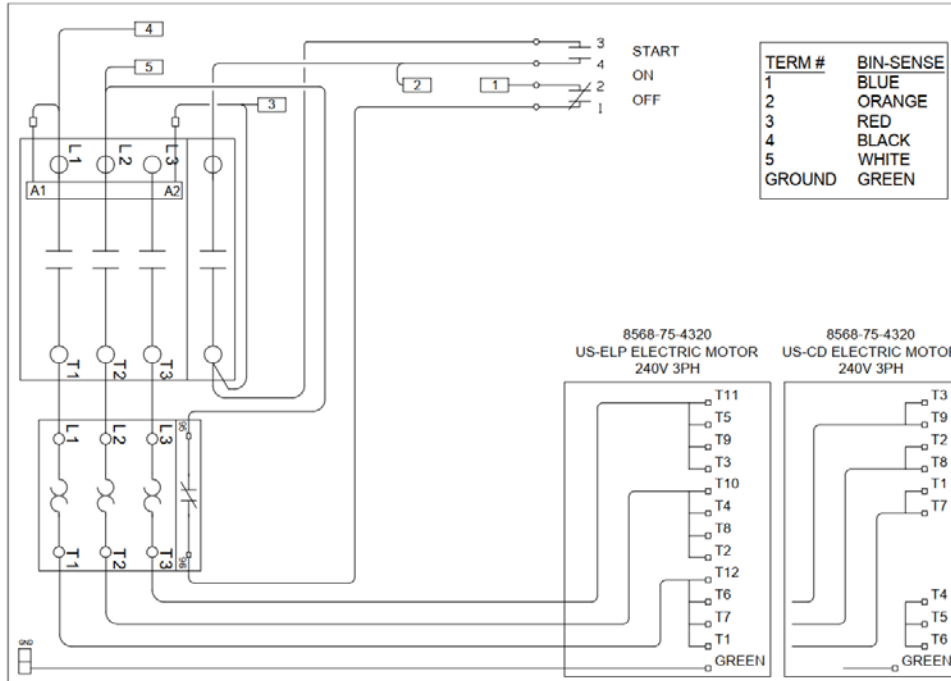 4
5
3
3
START
4
ON
2
1
2
OFF
1
TERM # BIN-SENSE
1 BLUE
2 ORANGE
3 RED
4 BLACK
5 WHITE
GROUND GREEN
L1 L2 L3
A1 A2
T1 T2 T3
L1 L2 L3 95
T1 T2 T3 96
GND
8568-75-4320
US-ELP ELECTRIC MOTOR
240V 3PH
T11
T5
T9
T3
T10
T4
T8
T2
T12
T6
T7
T1
GREEN
8568-75-4320
US-CD ELECTRIC MOTOR
240V 3PH
T3
T9
T2
T8
T1
T7
T4
T5
T6
GREEN